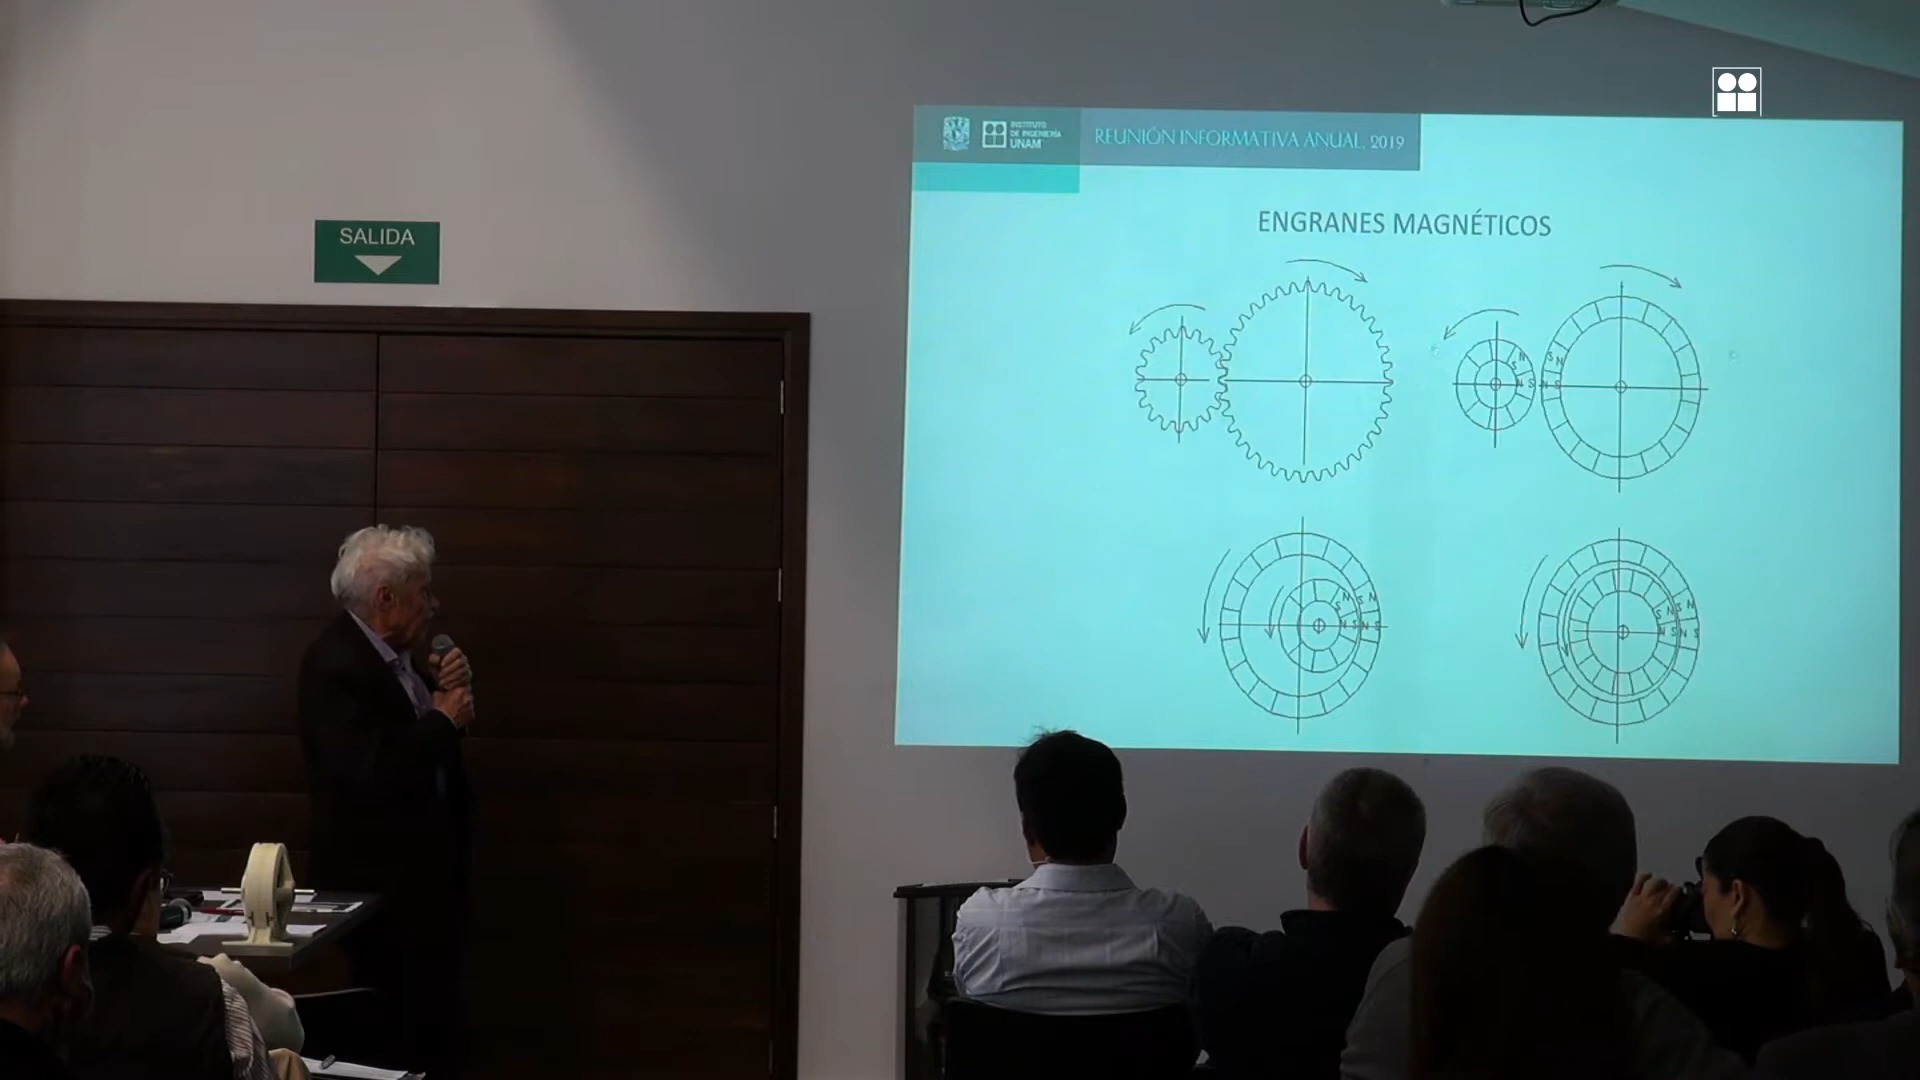 SALIDA
INSTITUTO
DE INGENIERÍA
UNAM
REUNIÓN INFORMATIVA ANUAL, 2019
ENGRANES MAGNÉTICOS
N
S
N S
S N
N S
N S N
S
N S N S
S N S N
N S N S